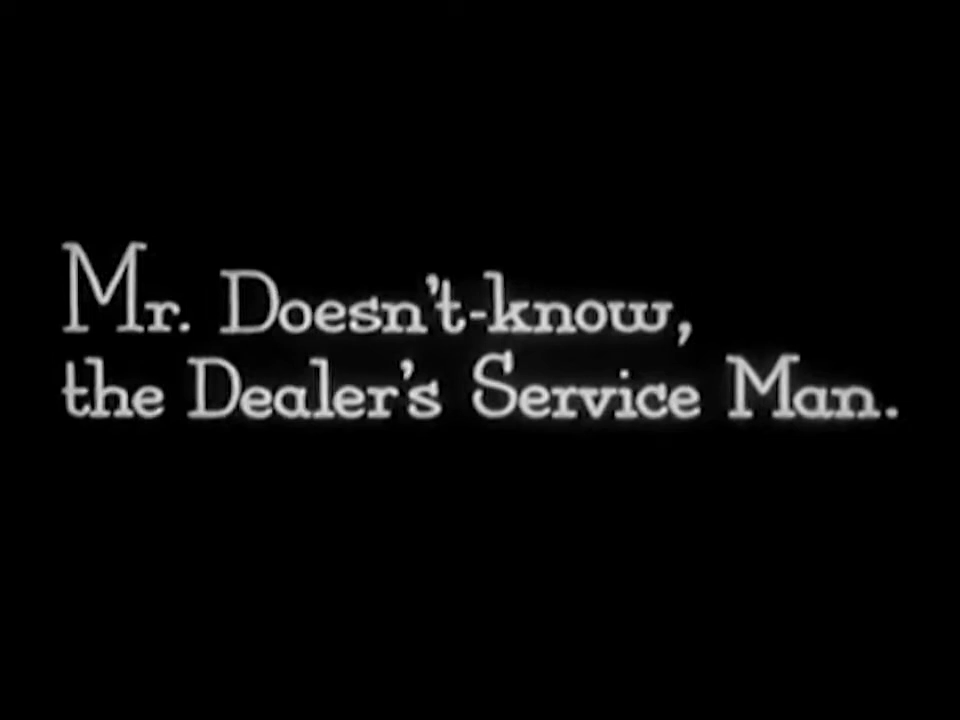 Mr. Doesn't-know,
the Dealer's Service Man.